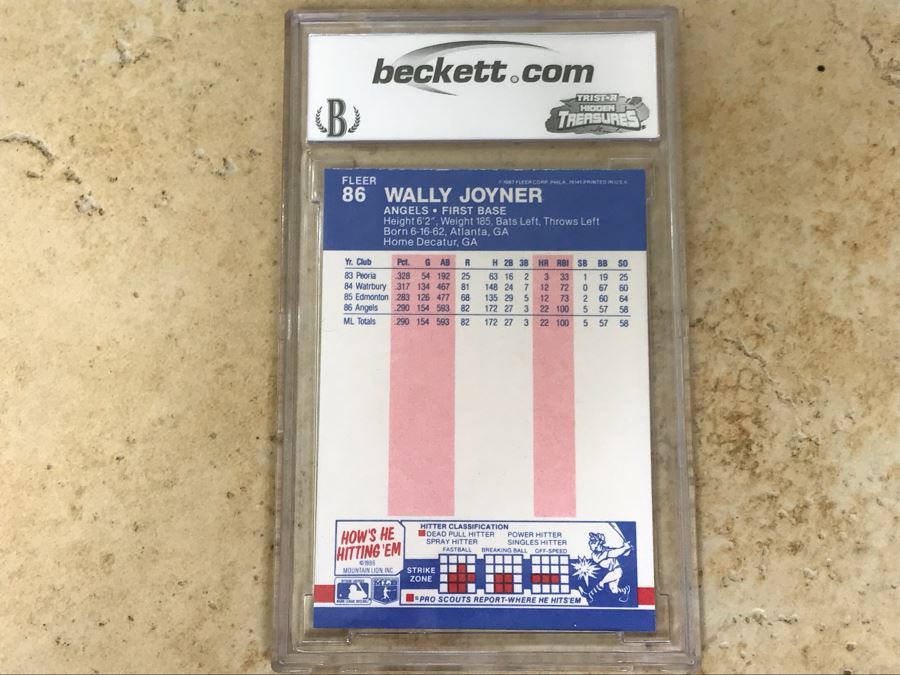 beckett.com
B
TRISTAR
HIDDEN
TREASURES
FLEER
86 WALLY JOYNER
© 1987 FLEER CORP. PHILA., 19141 PRINTED IN U.S.A.
ANGELS • FIRST BASE
Height 6'2", Weight 185, Bats Left, Throws Left
Born 6-16-62, Atlanta, GA
Home Decatur, GA
Yr. Club Pct. G AB R H 2B 3B HR RBI SB BB SO
83 Peoria .328 54 192 25 63 16 2 3 33 1 19 25
84 Watrbury .317 134 467 81 148 24 7 12 72 0 67 60
85 Edmonton .283 126 477 68 135 29 5 12 73 2 60 64
86 Angels .290 154 593 82 172 27 3 22 100 5 57 58
ML Totals .290 154 593 82 172 27 3 22 100 5 57 58
HOW'S HE
HITTING 'EM
©1986
MOUNTAIN LION, INC
HITTER CLASSIFICATION
DEAD PULL HITTER POWER HITTER
SPRAY HITTER SINGLES HITTER
FASTBALL BREAKING BALL OFF-SPEED
STRIKE
ZONE
PRO SCOUTS REPORT-WHERE HE HITS'EM